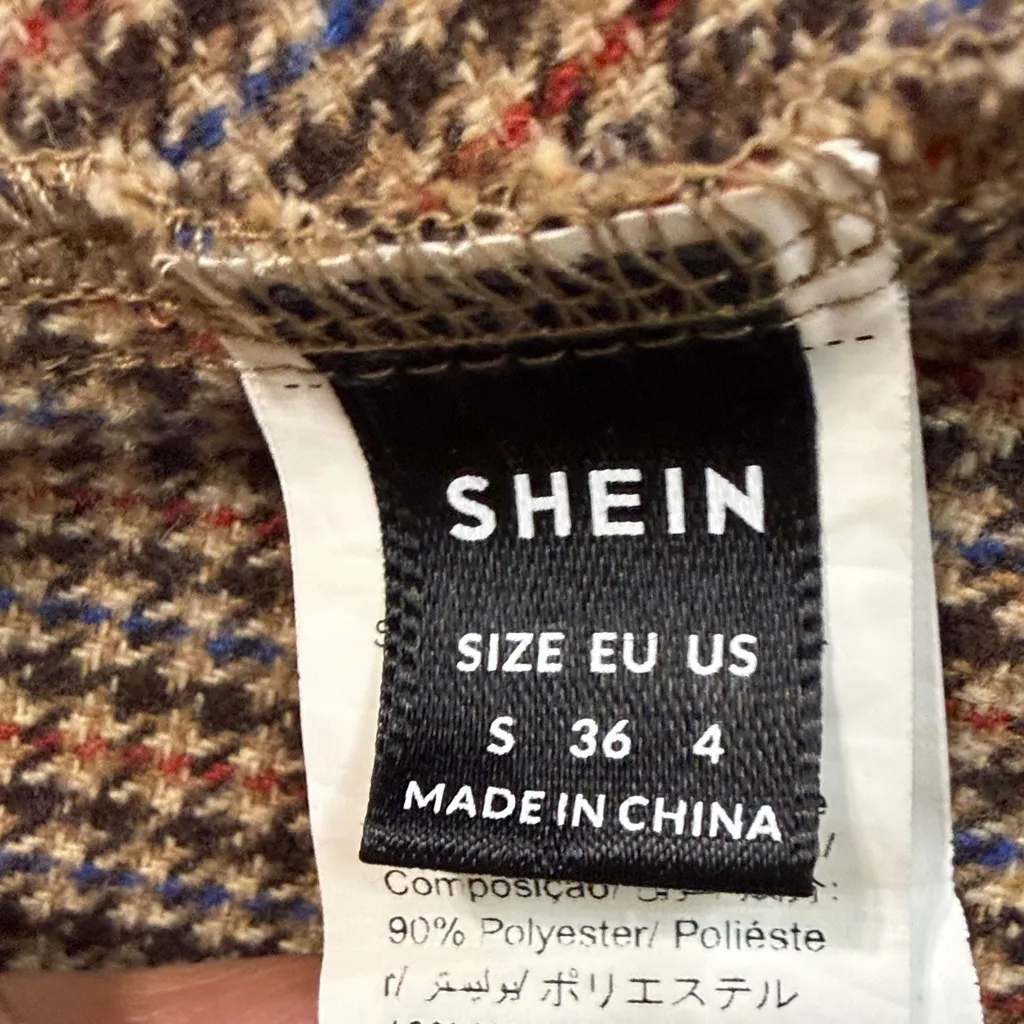 SHEIN
SIZE EU US
S 36 4
MADE IN CHINA
Composição/
90% Polyester/ Poliéste
r/ بوليستر/ ポリエステル